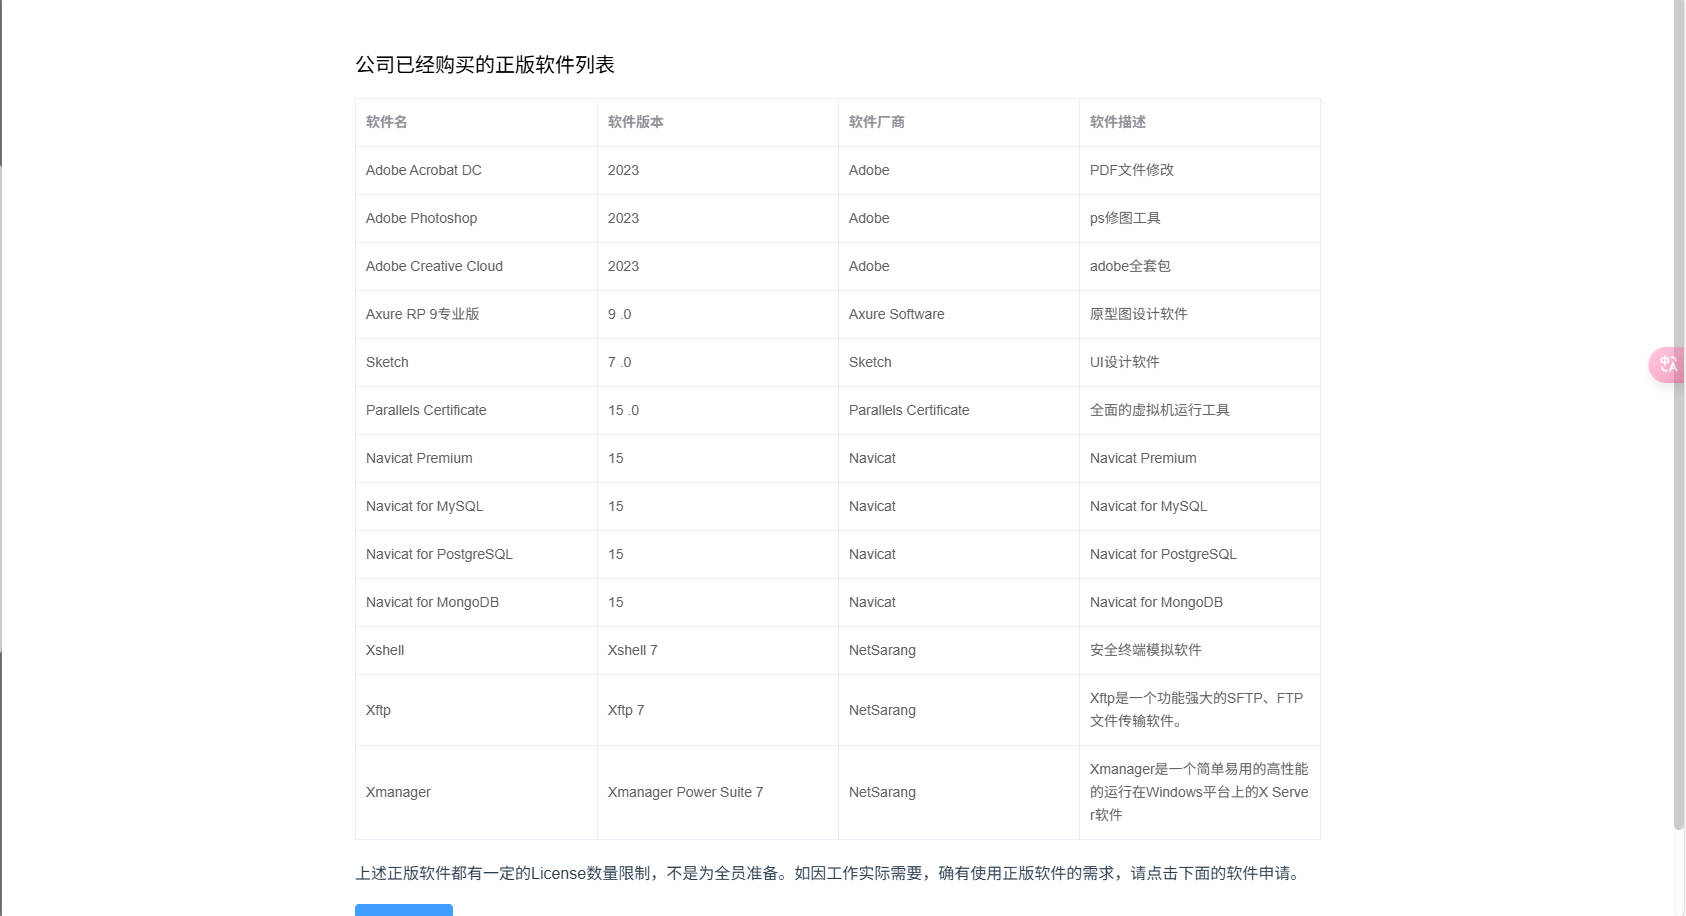 公司已经购买的正版软件列表
软件名 软件版本 软件厂商 软件描述
Adobe Acrobat DC 2023 Adobe PDF文件修改
Adobe Photoshop 2023 Adobe ps修图工具
Adobe Creative Cloud 2023 Adobe adobe全套包
Axure RP 9专业版 9 .0 Axure Software 原型图设计软件
Sketch 7 .0 Sketch UI设计软件
Parallels Certificate 15 .0 Parallels Certificate 全面的虚拟机运行工具
Navicat Premium 15 Navicat Navicat Premium
Navicat for MySQL 15 Navicat Navicat for MySQL
Navicat for PostgreSQL 15 Navicat Navicat for PostgreSQL
Navicat for MongoDB 15 Navicat Navicat for MongoDB
Xshell Xshell 7 NetSarang 安全终端模拟软件
Xftp Xftp 7 NetSarang Xftp是一个功能强大的SFTP、FTP
文件传输软件。
Xmanager Xmanager Power Suite 7 NetSarang Xmanager是一个简单易用的高性能
的运行在Windows平台上的X Serve
r软件
上述正版软件都有一定的License数量限制，不是为全员准备。如因工作实际需要，确有使用正版软件的需求，请点击下面的软件申请。